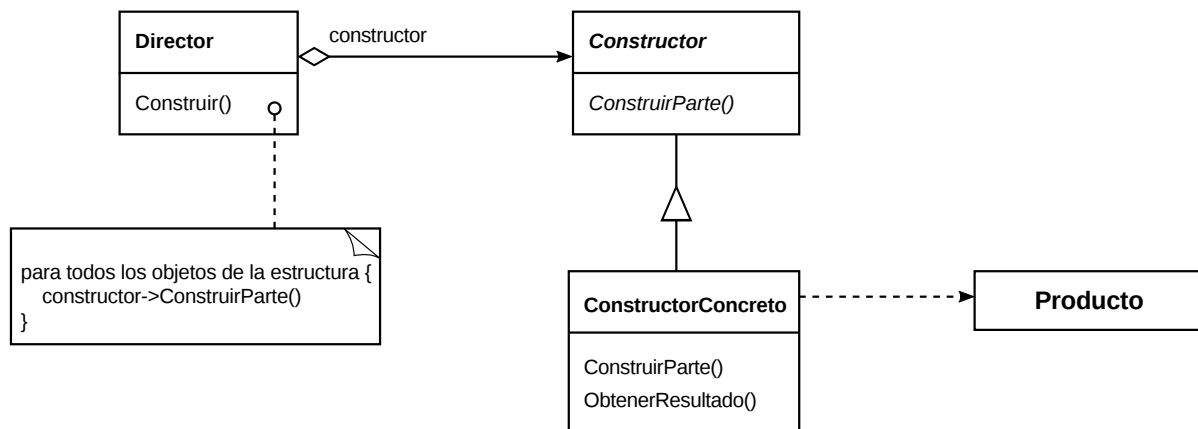 Director
constructor
Constructor
Construir()
ConstruirParte()
para todos los objetos de la estructura {
constructor->ConstruirParte()
}
ConstructorConcreto
Producto
ConstruirParte()
ObtenerResultado()